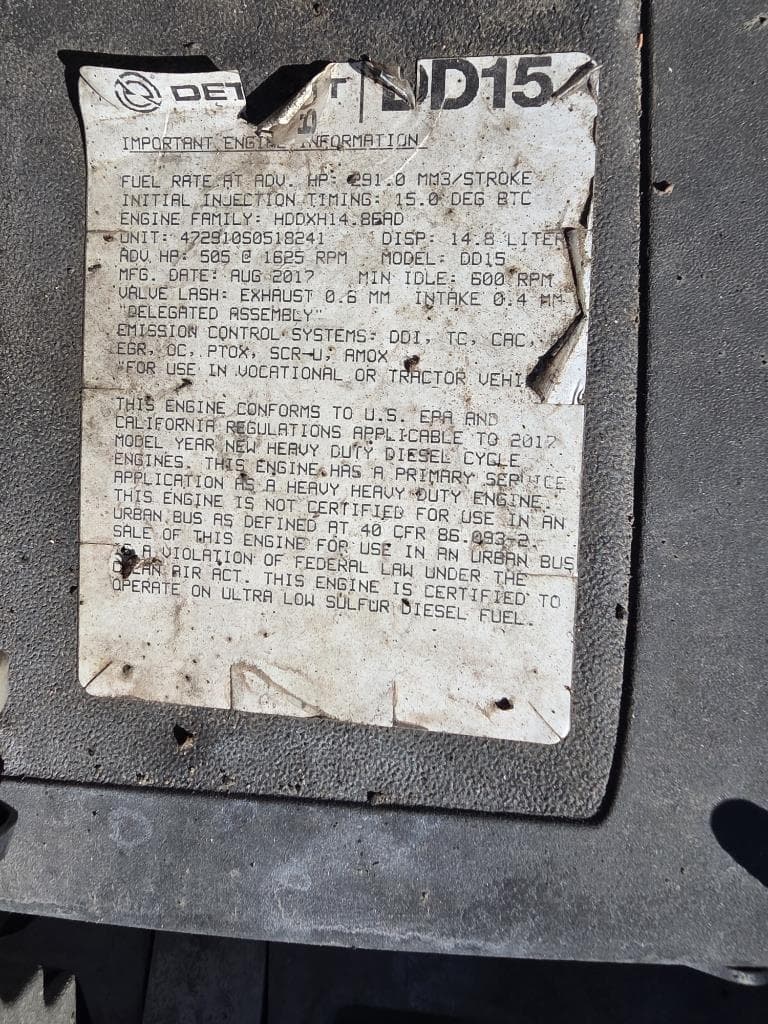 DET IT DD15
IMPORTANT ENGINE INFORMATION
FUEL RATE AT ADV. HP: 291.0 MM3/STROKE
INITIAL INJECTION TIMING: 15.0 DEG BTC
ENGINE FAMILY: HDDXH14.8EAD
UNIT: 472910S0518241 DISP: 14.8 LITER
ADV. HP: 505 @ 1625 RPM MODEL: DD15
MFG. DATE: AUG 2017 MIN IDLE: 600 RPM
VALVE LASH: EXHAUST 0.6 MM INTAKE 0.4 MM
"DELEGATED ASSEMBLY"
EMISSION CONTROL SYSTEMS: DDI, TC, CAC,
EGR, OC, PTOX, SCR-U, AMOX
"FOR USE IN VOCATIONAL OR TRACTOR VEHI
THIS ENGINE CONFORMS TO U.S. EPA AND
CALIFORNIA REGULATIONS APPLICABLE TO 2017
MODEL YEAR NEW HEAVY DUTY DIESEL CYCLE
ENGINES. THIS ENGINE HAS A PRIMARY SERVICE
APPLICATION AS A HEAVY HEAVY DUTY ENGINE.
THIS ENGINE IS NOT CERTIFIED FOR USE IN AN
URBAN BUS AS DEFINED AT 40 CFR 86.093-2.
SALE OF THIS ENGINE FOR USE IN AN URBAN BUS
IS A VIOLATION OF FEDERAL LAW UNDER THE
CLEAN AIR ACT. THIS ENGINE IS CERTIFIED TO
OPERATE ON ULTRA LOW SULFUR DIESEL FUEL.